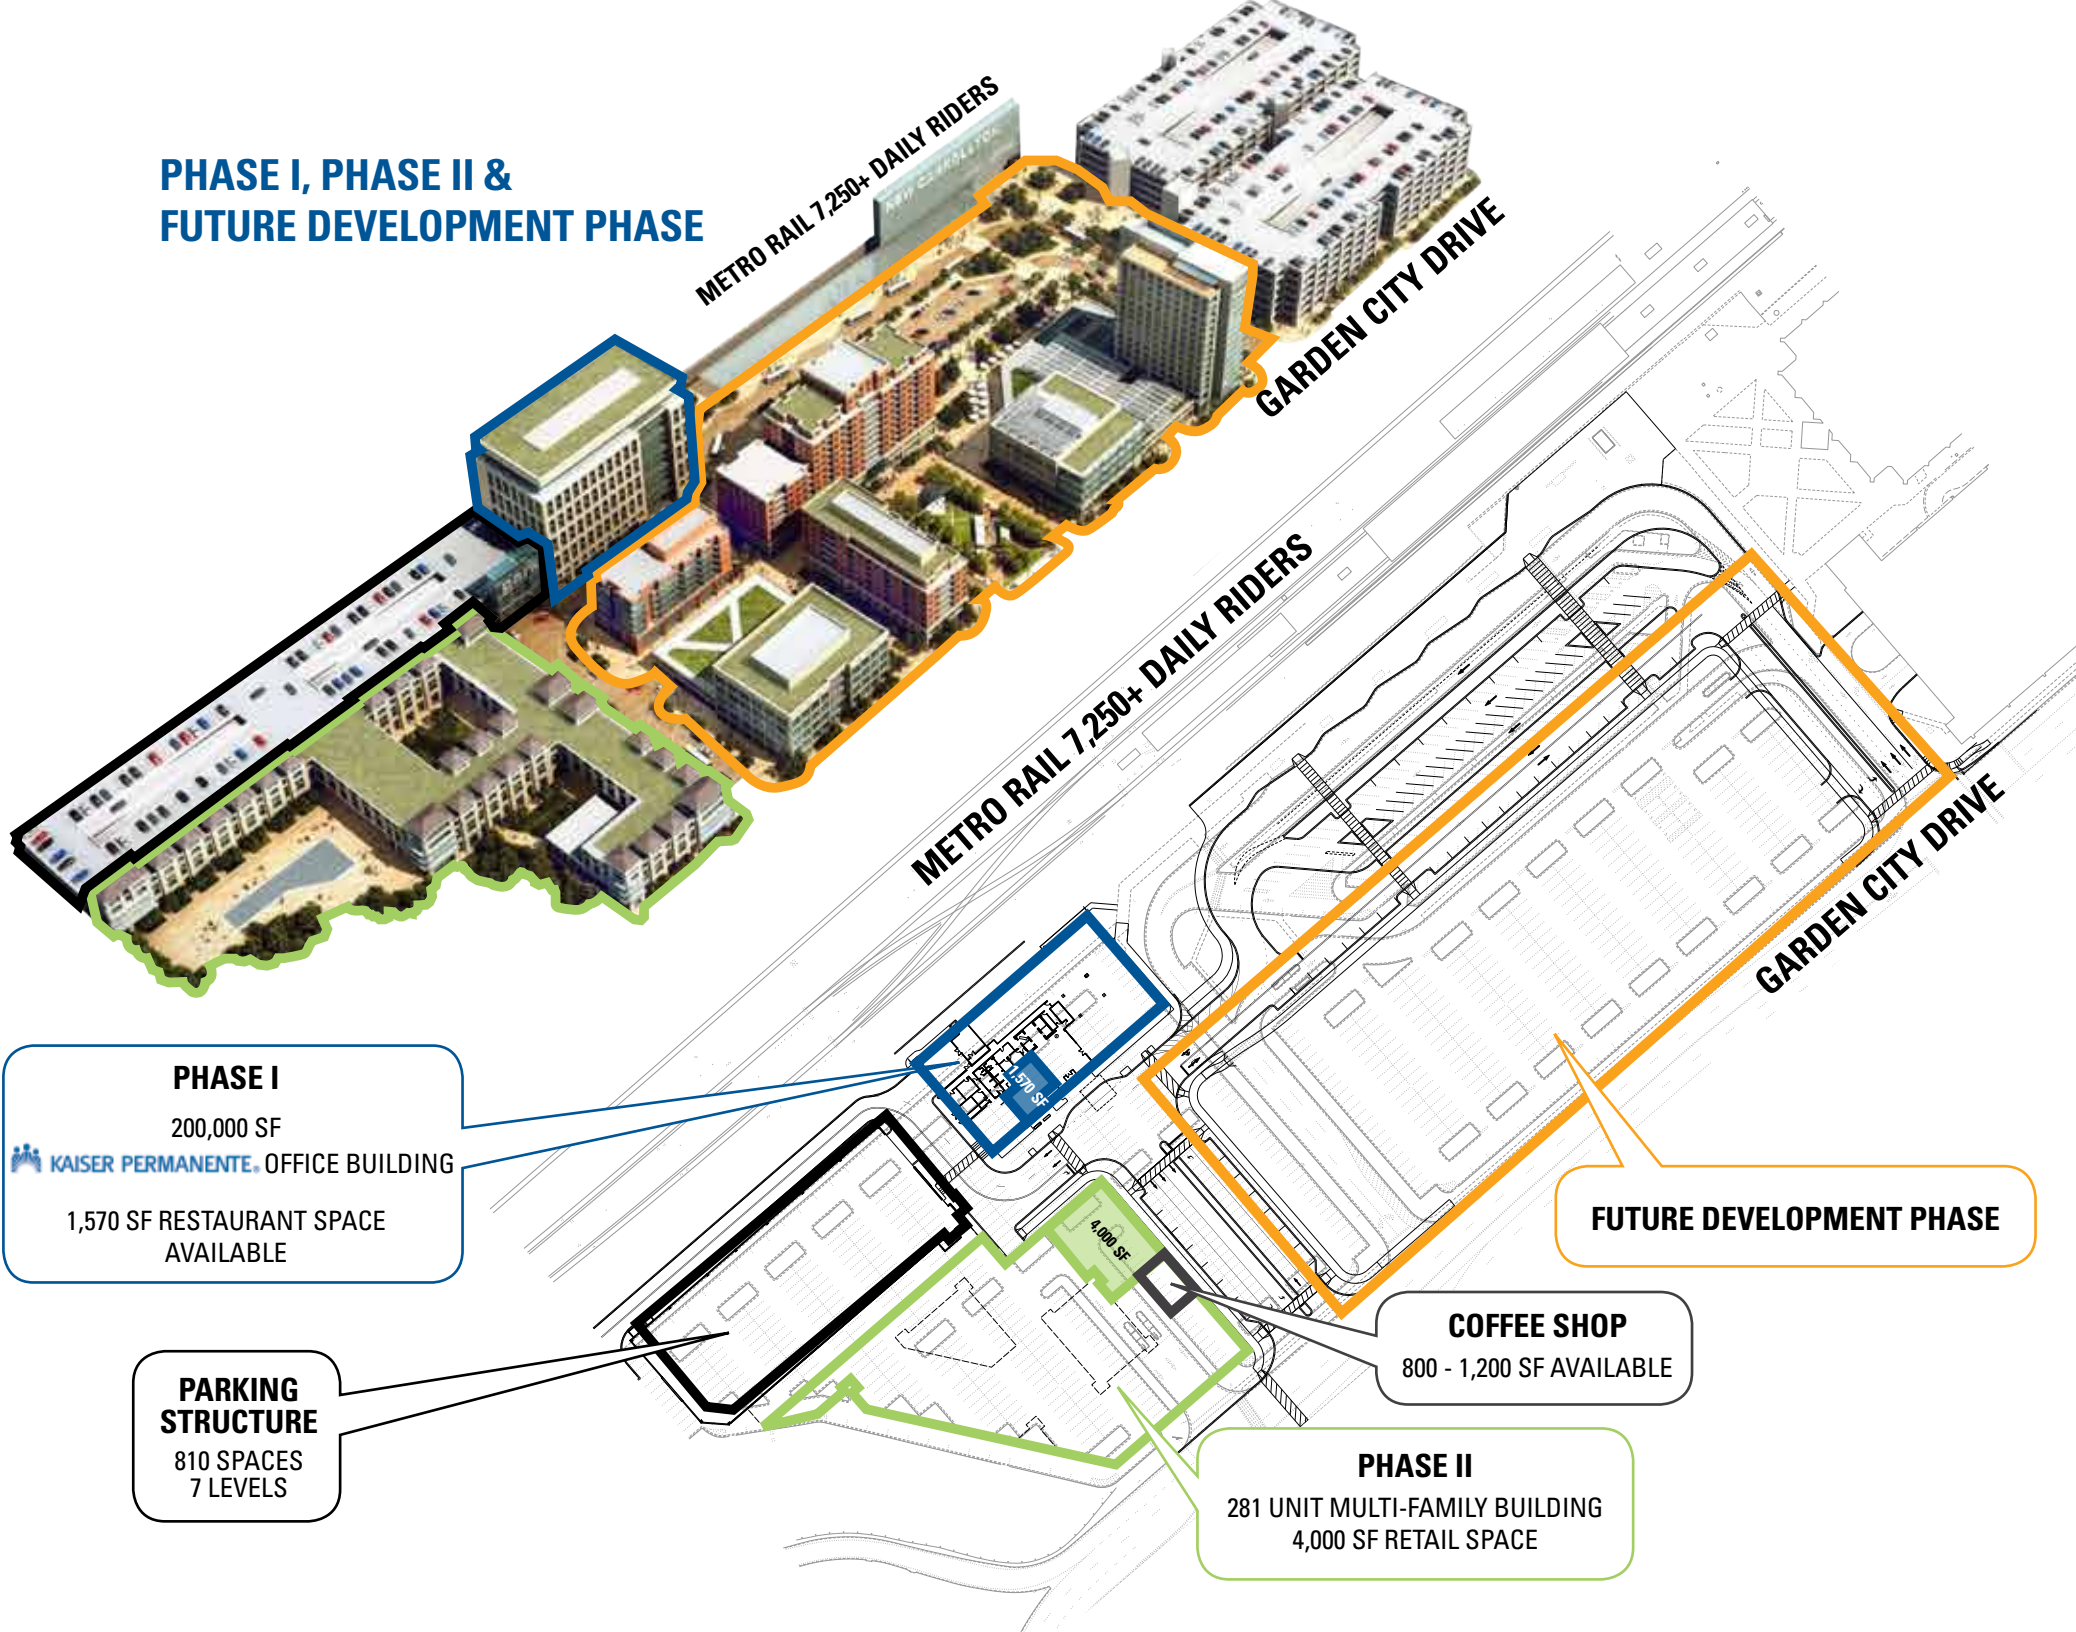 PHASE I, PHASE II &
FUTURE DEVELOPMENT PHASE
METRO RAIL 7,250+ DAILY RIDERS
NEW CARROLLTON
GARDEN CITY DRIVE
METRO RAIL 7,250+ DAILY RIDERS
GARDEN CITY DRIVE
1,570 SF
4,000 SF
PHASE I
200,000 SF
KAISER PERMANENTE® OFFICE BUILDING
1,570 SF RESTAURANT SPACE
AVAILABLE
FUTURE DEVELOPMENT PHASE
COFFEE SHOP
800 - 1,200 SF AVAILABLE
PARKING
STRUCTURE
810 SPACES
7 LEVELS
PHASE II
281 UNIT MULTI-FAMILY BUILDING
4,000 SF RETAIL SPACE